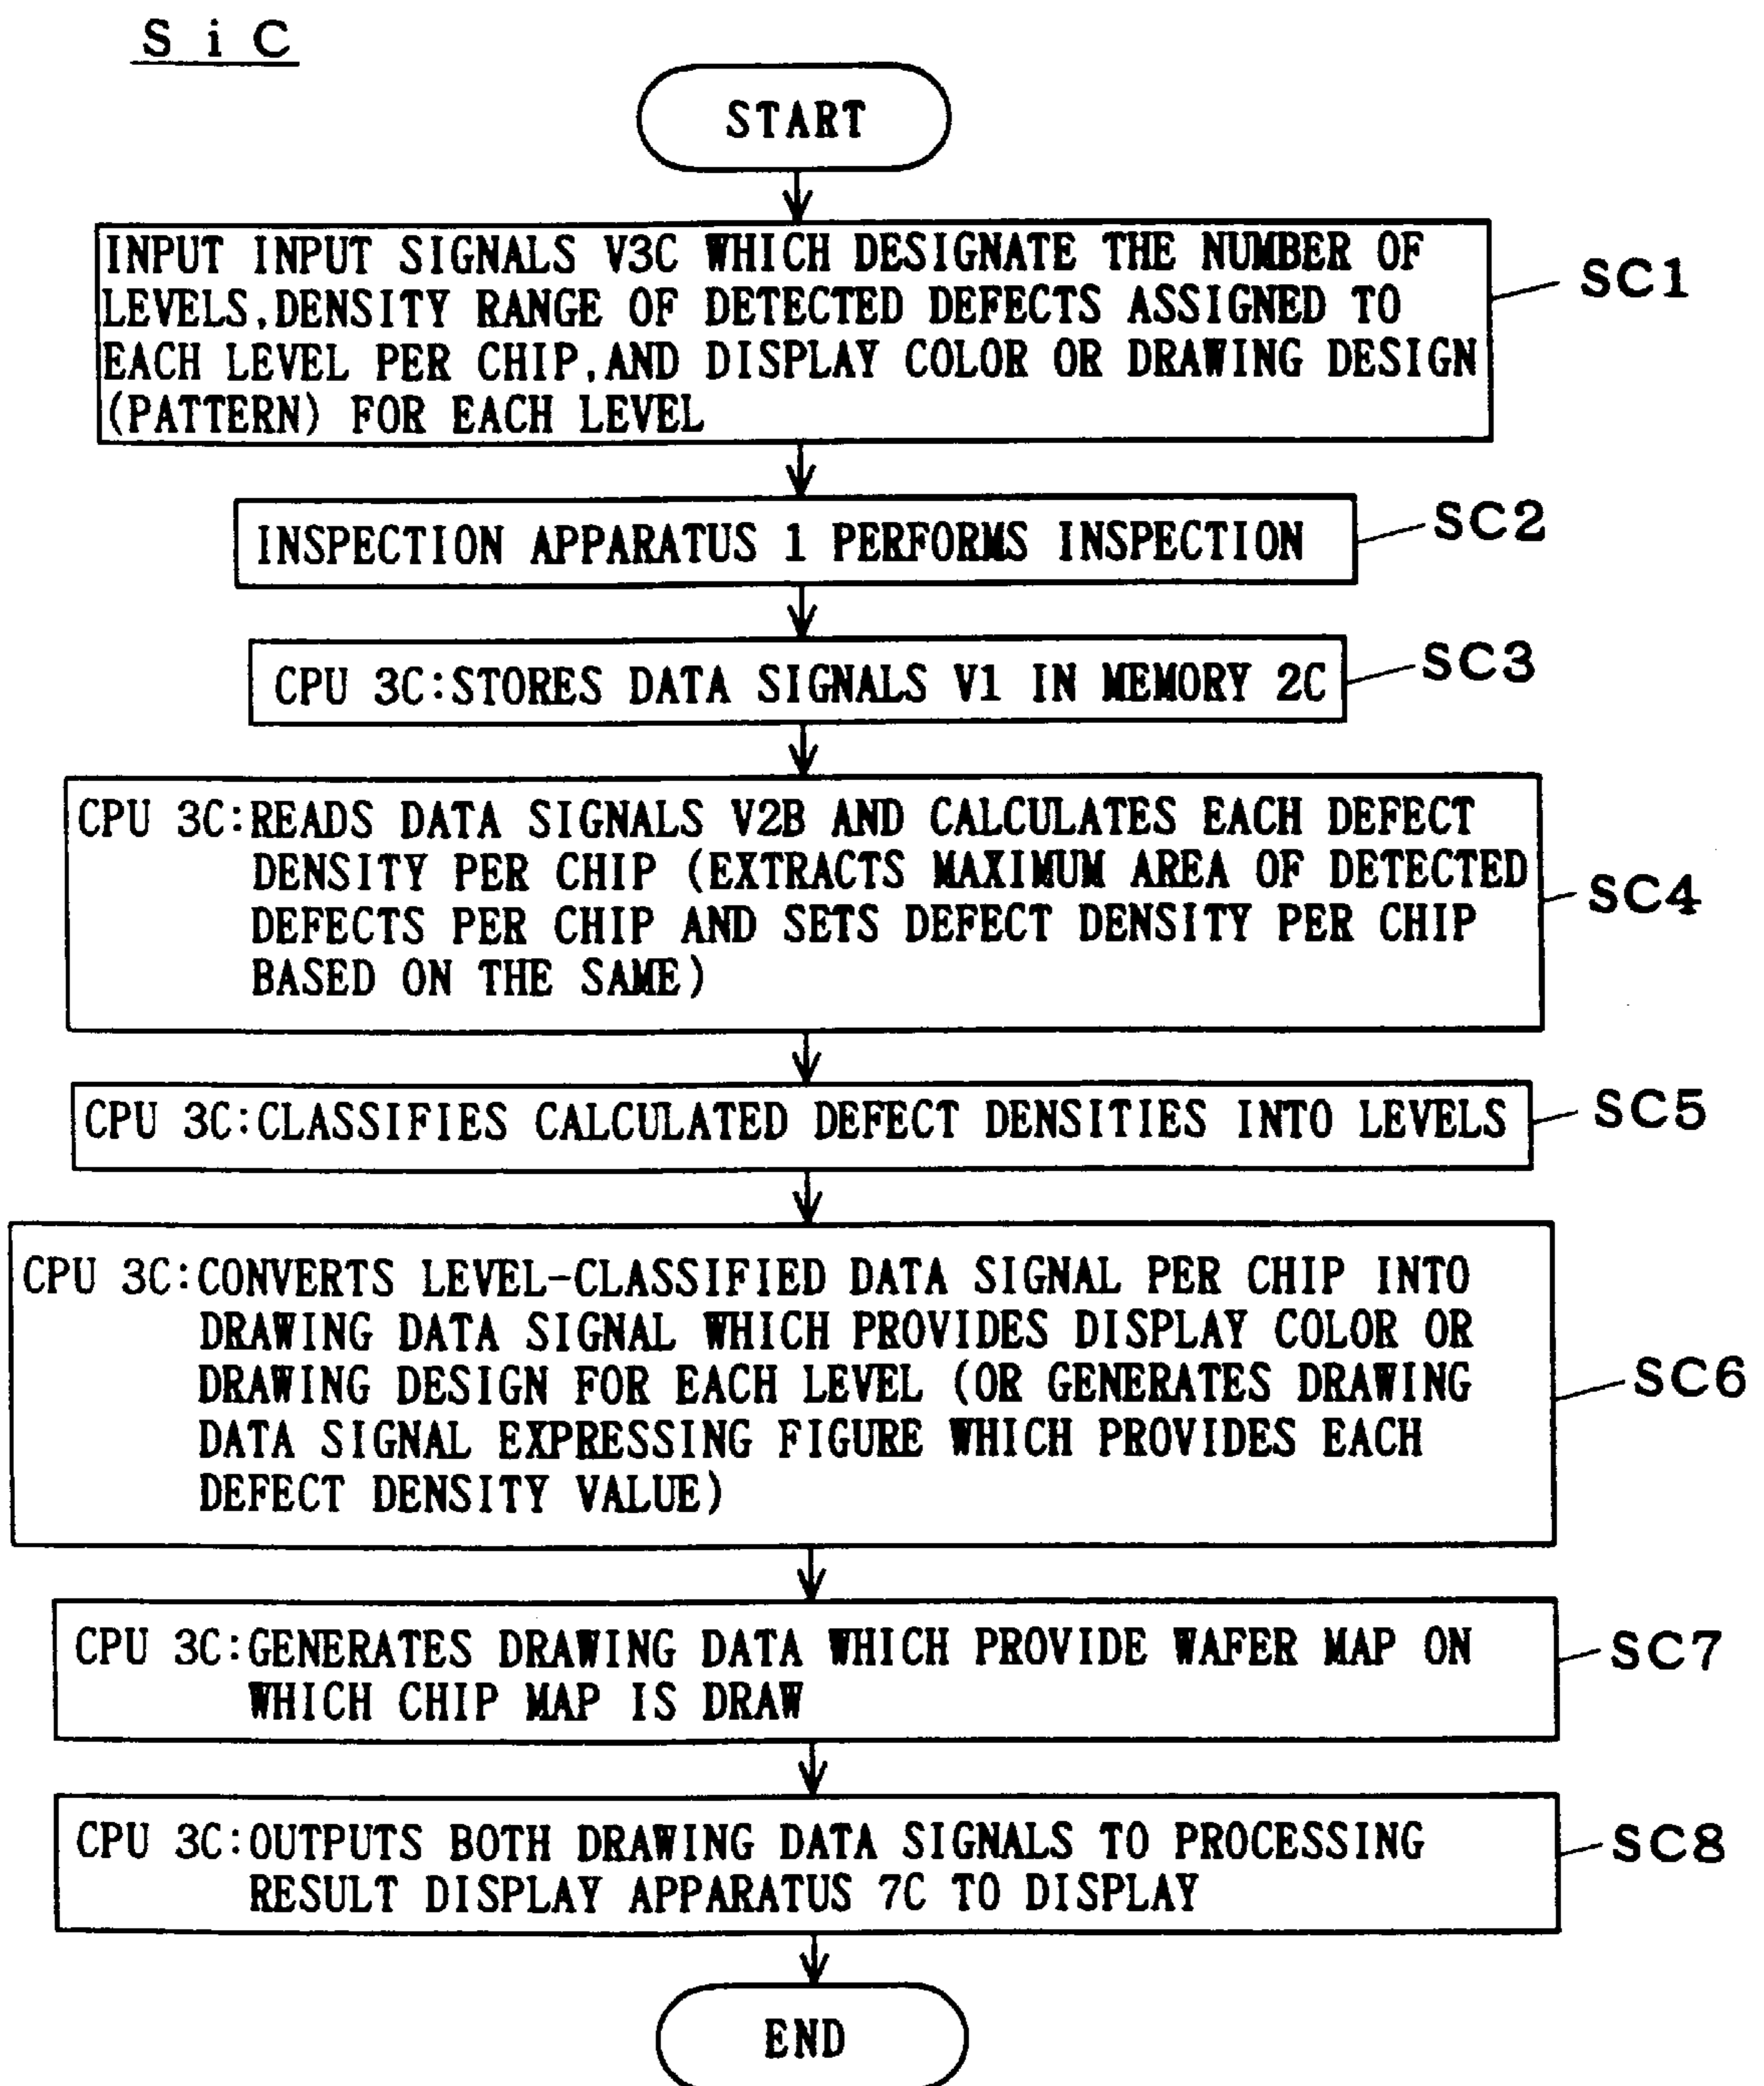 S i C
START
INPUT INPUT SIGNALS V3C WHICH DESIGNATE THE NUMBER OF
LEVELS,DENSITY RANGE OF DETECTED DEFECTS ASSIGNED TO
EACH LEVEL PER CHIP,AND DISPLAY COLOR OR DRAWING DESIGN
(PATTERN) FOR EACH LEVEL
SC1
INSPECTION APPARATUS 1 PERFORMS INSPECTION
SC2
CPU 3C:STORES DATA SIGNALS V1 IN MEMORY 2C
SC3
CPU 3C:READS DATA SIGNALS V2B AND CALCULATES EACH DEFECT
DENSITY PER CHIP (EXTRACTS MAXIMUM AREA OF DETECTED
DEFECTS PER CHIP AND SETS DEFECT DENSITY PER CHIP
BASED ON THE SAME)
SC4
CPU 3C:CLASSIFIES CALCULATED DEFECT DENSITIES INTO LEVELS
SC5
CPU 3C:CONVERTS LEVEL-CLASSIFIED DATA SIGNAL PER CHIP INTO
DRAWING DATA SIGNAL WHICH PROVIDES DISPLAY COLOR OR
DRAWING DESIGN FOR EACH LEVEL (OR GENERATES DRAWING
DATA SIGNAL EXPRESSING FIGURE WHICH PROVIDES EACH
DEFECT DENSITY VALUE)
SC6
CPU 3C:GENERATES DRAWING DATA WHICH PROVIDE WAFER MAP ON
WHICH CHIP MAP IS DRAW
SC7
CPU 3C:OUTPUTS BOTH DRAWING DATA SIGNALS TO PROCESSING
RESULT DISPLAY APPARATUS 7C TO DISPLAY
SC8
END